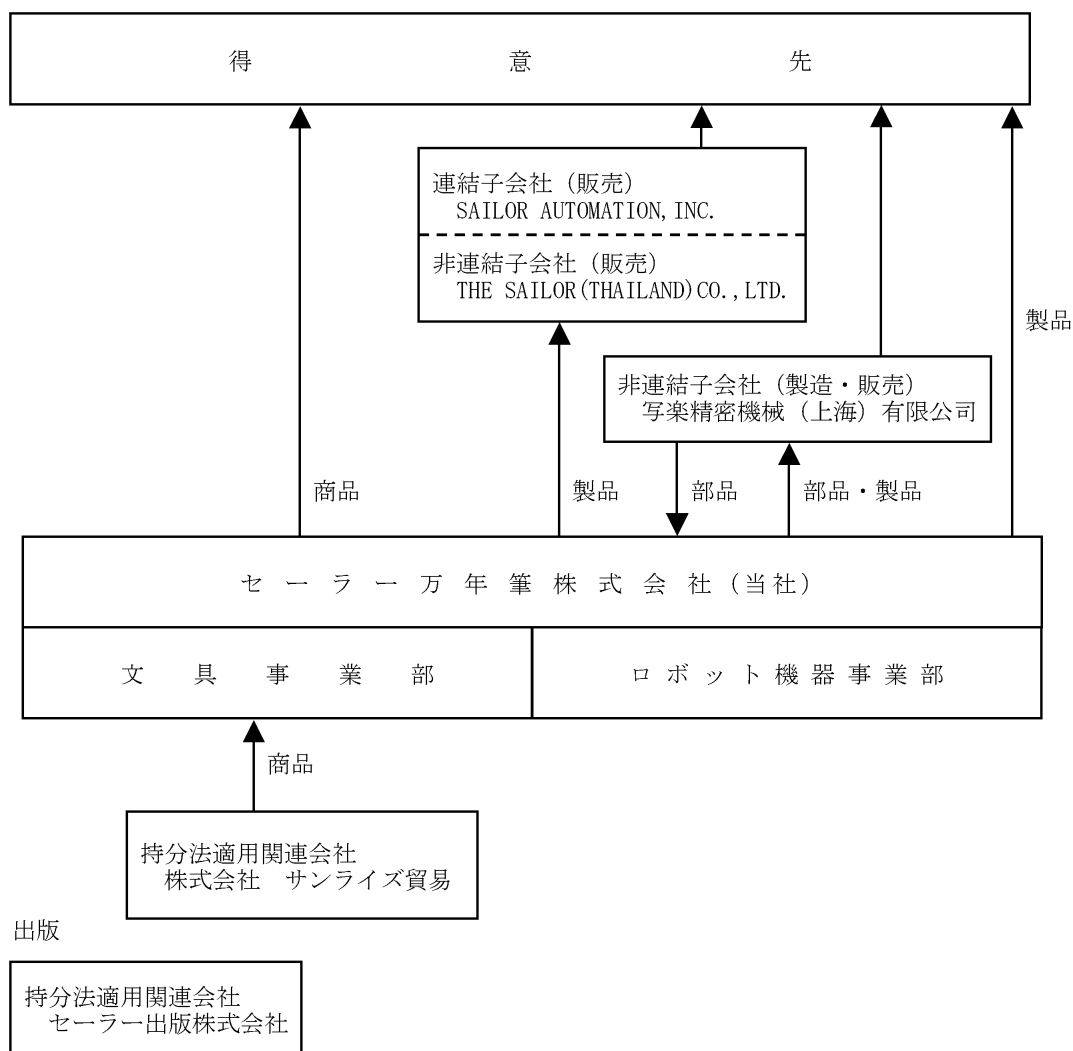 得意先
連結子会社（販売）
SAILOR AUTOMATION,INC.
非連結子会社（販売）
THE SAILOR(THAILAND)CO.,LTD.
製品
非連結子会社（製造・販売）
写楽精密機械（上海）有限公司
商品
製品
部品
部品・製品
セーラー万年筆株式会社(当社)
文具事業部
ロボット機器事業部
商品
持分法適用関連会社
株式会社　サンライズ貿易
出版
持分法適用関連会社
セーラー出版株式会社